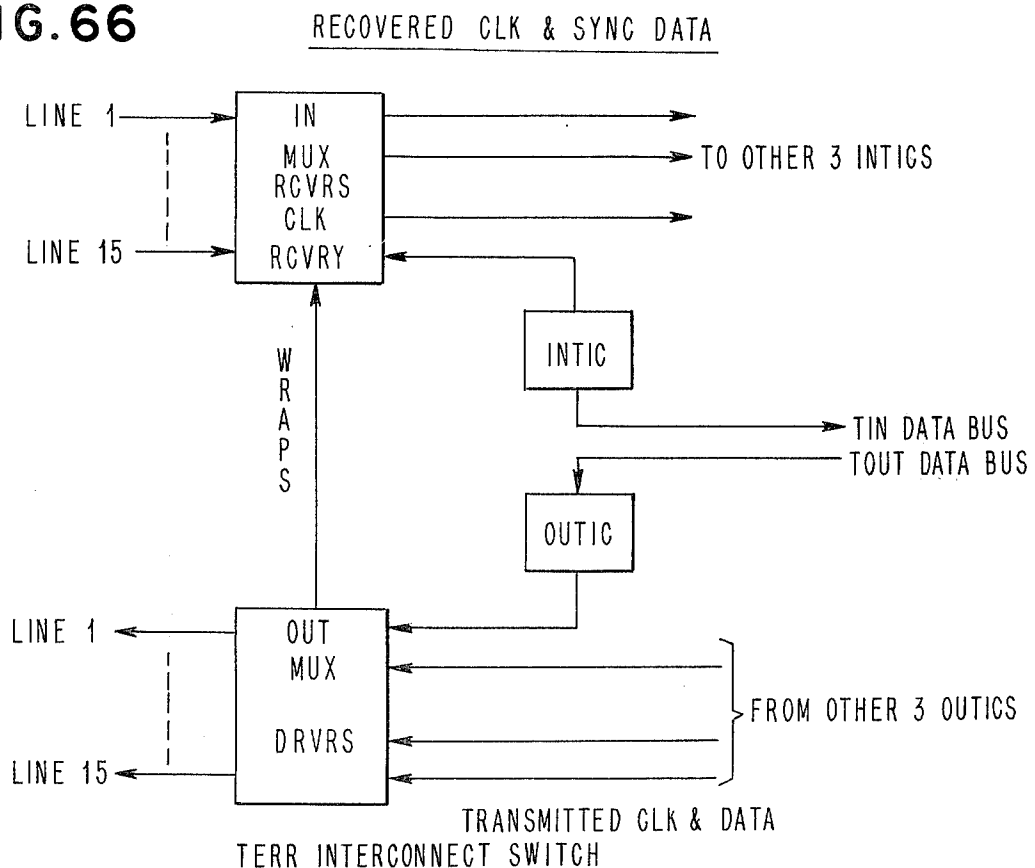 IG.66
RECOVERED CLK & SYNC DATA
LINE 1
IN
MUX
RCVRS
CLK
RCVRY
TO OTHER 3 INTICS
LINE 15
WRAPS
INTIC
TIN DATA BUS
TOUT DATA BUS
OUTIC
LINE 1
OUT
MUX
DRVRS
FROM OTHER 3 OUTICS
LINE 15
TRANSMITTED CLK & DATA
TERR INTERCONNECT SWITCH